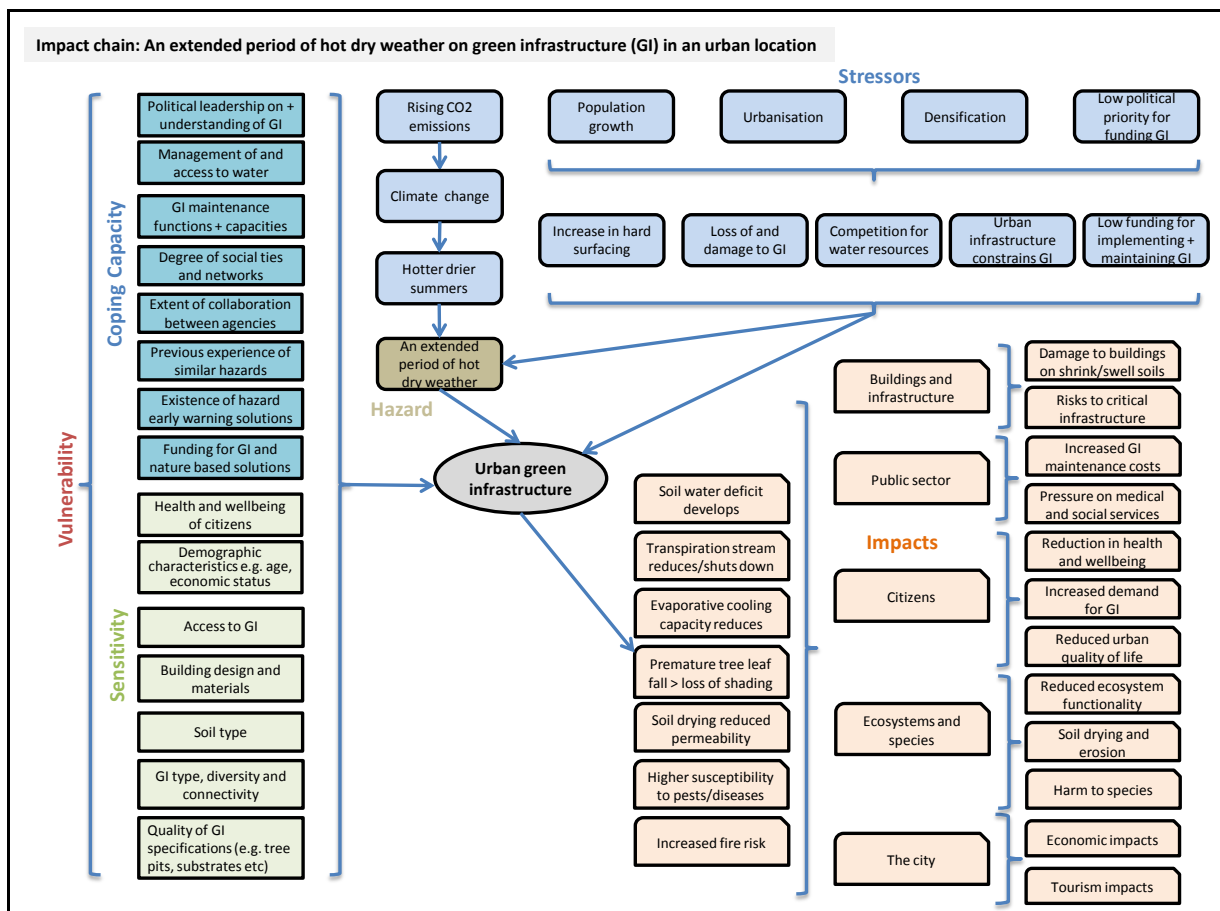 Impact chain: An extended period of hot dry weather on green infrastructure (GI) in an urban location
Vulnerability
Coping Capacity
Political leadership on +
understanding of GI
Management of and
access to water
GI maintenance
functions + capacities
Degree of social ties
and networks
Extent of collaboration
between agencies
Previous experience of
similar hazards
Existence of hazard
early warning solutions
Funding for GI and
nature based solutions
Sensitivity
Health and wellbeing
of citizens
Demographic
characteristics e.g. age,
economic status
Access to GI
Building design and
materials
Soil type
GI type, diversity and
connectivity
Quality of GI
specifications (e.g. tree
pits, substrates etc)
Rising CO2
emissions
Climate change
Hotter drier
summers
An extended
period of hot
dry weather
Hazard
Urban green
infrastructure
Stressors
Population
growth
Urbanisation
Densification
Low political
priority for
funding GI
Increase in hard
surfacing
Loss of and
damage to GI
Competition for
water resources
Urban
infrastructure
constrains GI
Low funding for
implementing +
maintaining GI
Soil water deficit
develops
Transpiration stream
reduces/shuts down
Evaporative cooling
capacity reduces
Premature tree leaf
fall > loss of shading
Soil drying reduced
permeability
Higher susceptibility
to pests/diseases
Increased fire risk
Impacts
Buildings and
infrastructure
Damage to buildings
on shrink/swell soils
Risks to critical
infrastructure
Public sector
Increased GI
maintenance costs
Pressure on medical
and social services
Citizens
Reduction in health
and wellbeing
Increased demand
for GI
Reduced urban
quality of life
Ecosystems and
species
Reduced ecosystem
functionality
Soil drying and
erosion
Harm to species
The city
Economic impacts
Tourism impacts